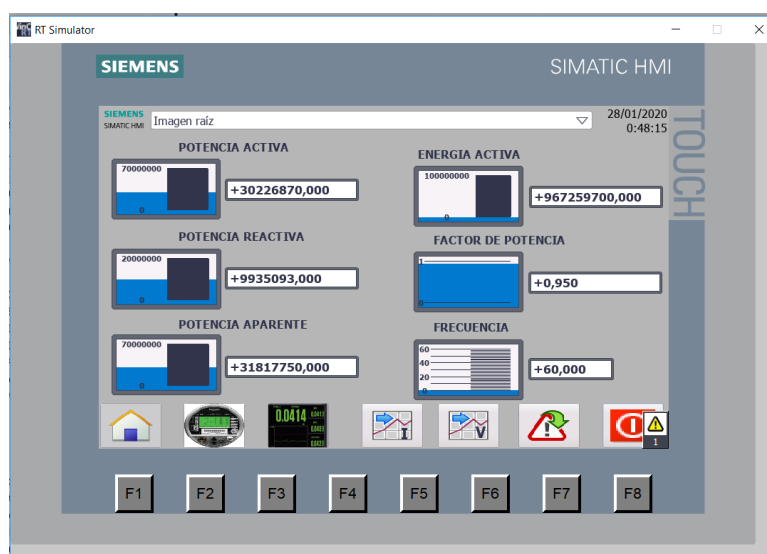 RT Simulator
SIEMENS
SIMATIC HMI
TOUCH
SIEMENS
SIMATIC HMI
Imagen raíz
28/01/2020
0:48:15
POTENCIA ACTIVA
70000000
0
+30226870,000
ENERGIA ACTIVA
100000000
0
+967259700,000
POTENCIA REACTIVA
20000000
0
+9935093,000
FACTOR DE POTENCIA
1
0
+0,950
POTENCIA APARENTE
70000000
0
+31817750,000
FRECUENCIA
60
40
20
0
+60,000
0.0414
I
V
1
F1 F2 F3 F4 F5 F6 F7 F8